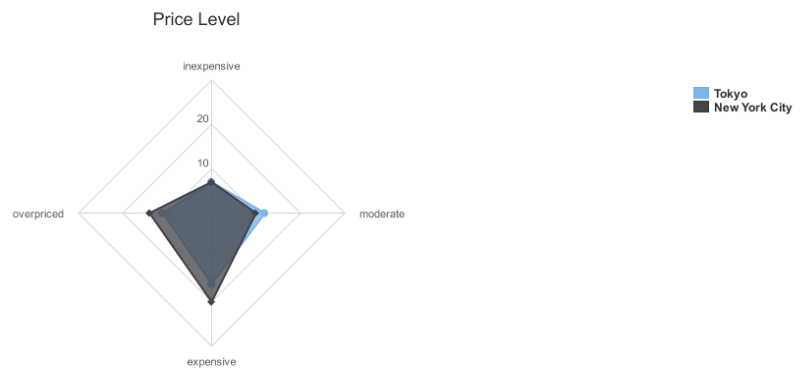 Price Level
inexpensive
Tokyo
New York City
20
10
overpriced
moderate
expensive